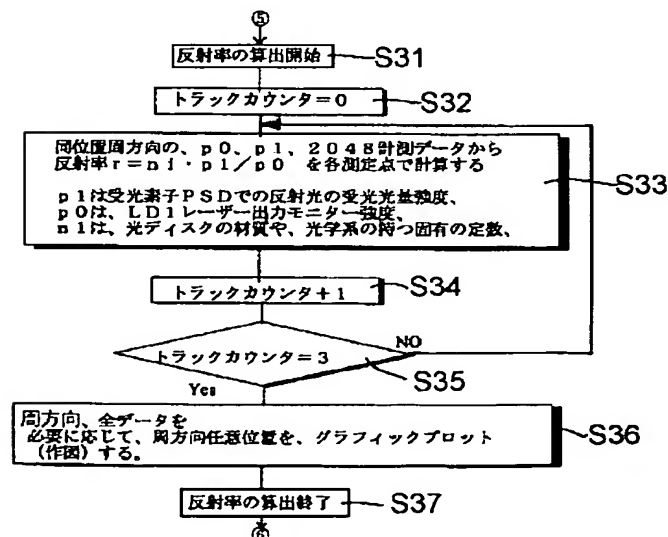 ⑤
反射率の算出開始 S31
トラックカウンタ＝0 S32
同位置周方向の、p0、p1、2048計測データから
反射率r＝n1・p1／p0 を各測定点で計算する
p1は受光素子PSDでの反射光の受光光量強度、
p0は、LD1レーザー出力モニター強度、
n1は、光ディスクの材質や、光学系の持つ固有の定数、
S33
トラックカウンタ＋1 S34
NO
トラックカウンタ＝3 S35
Yes
周方向、全データを
必要に応じて、周方向任意位置を、グラフィックプロット
（作図）する。
S36
反射率の算出終了 S37
⑥